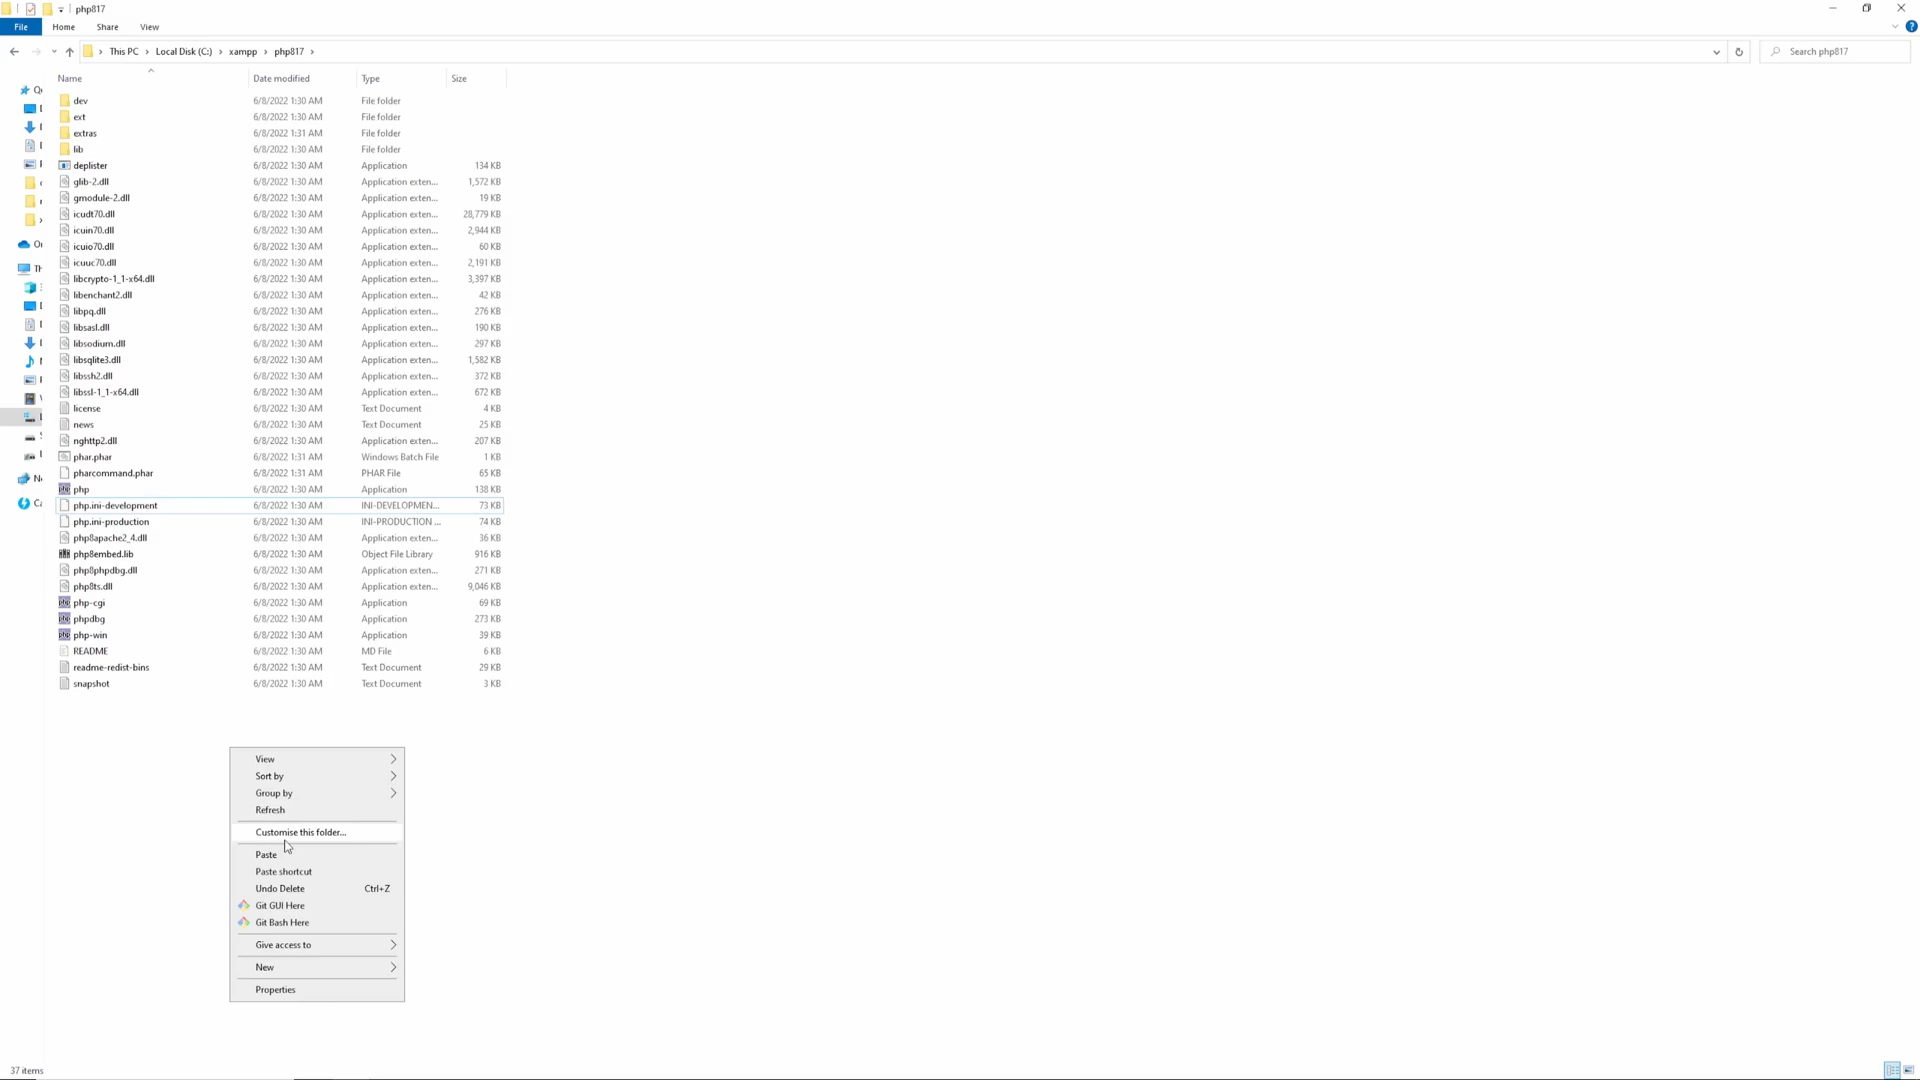 php817
File Home Share View
This PC › Local Disk (C:) › xampp › php817 ›
Search php817
Name Date modified Type Size
dev 6/8/2022 1:30 AM File folder
ext 6/8/2022 1:30 AM File folder
extras 6/8/2022 1:31 AM File folder
lib 6/8/2022 1:30 AM File folder
deplister 6/8/2022 1:30 AM Application 134 KB
glib-2.dll 6/8/2022 1:30 AM Application exten... 1,572 KB
gmodule-2.dll 6/8/2022 1:30 AM Application exten... 19 KB
icudt70.dll 6/8/2022 1:30 AM Application exten... 28,779 KB
icuin70.dll 6/8/2022 1:30 AM Application exten... 2,944 KB
icuio70.dll 6/8/2022 1:30 AM Application exten... 60 KB
icuuc70.dll 6/8/2022 1:30 AM Application exten... 2,191 KB
libcrypto-1_1-x64.dll 6/8/2022 1:30 AM Application exten... 3,397 KB
libenchant2.dll 6/8/2022 1:30 AM Application exten... 42 KB
libpq.dll 6/8/2022 1:30 AM Application exten... 276 KB
libsasl.dll 6/8/2022 1:30 AM Application exten... 190 KB
libsodium.dll 6/8/2022 1:30 AM Application exten... 297 KB
libsqlite3.dll 6/8/2022 1:30 AM Application exten... 1,582 KB
libssh2.dll 6/8/2022 1:30 AM Application exten... 372 KB
libssl-1_1-x64.dll 6/8/2022 1:30 AM Application exten... 672 KB
license 6/8/2022 1:30 AM Text Document 4 KB
news 6/8/2022 1:30 AM Text Document 25 KB
nghttp2.dll 6/8/2022 1:30 AM Application exten... 207 KB
phar.phar 6/8/2022 1:31 AM Windows Batch File 1 KB
pharcommand.phar 6/8/2022 1:31 AM PHAR File 65 KB
php 6/8/2022 1:30 AM Application 138 KB
php.ini-development 6/8/2022 1:30 AM INI-DEVELOPMEN... 73 KB
php.ini-production 6/8/2022 1:30 AM INI-PRODUCTION ... 74 KB
php8apache2_4.dll 6/8/2022 1:30 AM Application exten... 36 KB
php8embed.lib 6/8/2022 1:30 AM Object File Library 916 KB
php8phpdbg.dll 6/8/2022 1:30 AM Application exten... 271 KB
php8ts.dll 6/8/2022 1:30 AM Application exten... 9,046 KB
php-cgi 6/8/2022 1:30 AM Application 69 KB
phpdbg 6/8/2022 1:30 AM Application 273 KB
php-win 6/8/2022 1:30 AM Application 39 KB
README 6/8/2022 1:30 AM MD File 6 KB
readme-redist-bins 6/8/2022 1:30 AM Text Document 29 KB
snapshot 6/8/2022 1:30 AM Text Document 3 KB
View
Sort by
Group by
Refresh
Customise this folder...
Paste
Paste shortcut
Undo Delete Ctrl+Z
Git GUI Here
Git Bash Here
Give access to
New
Properties
37 items